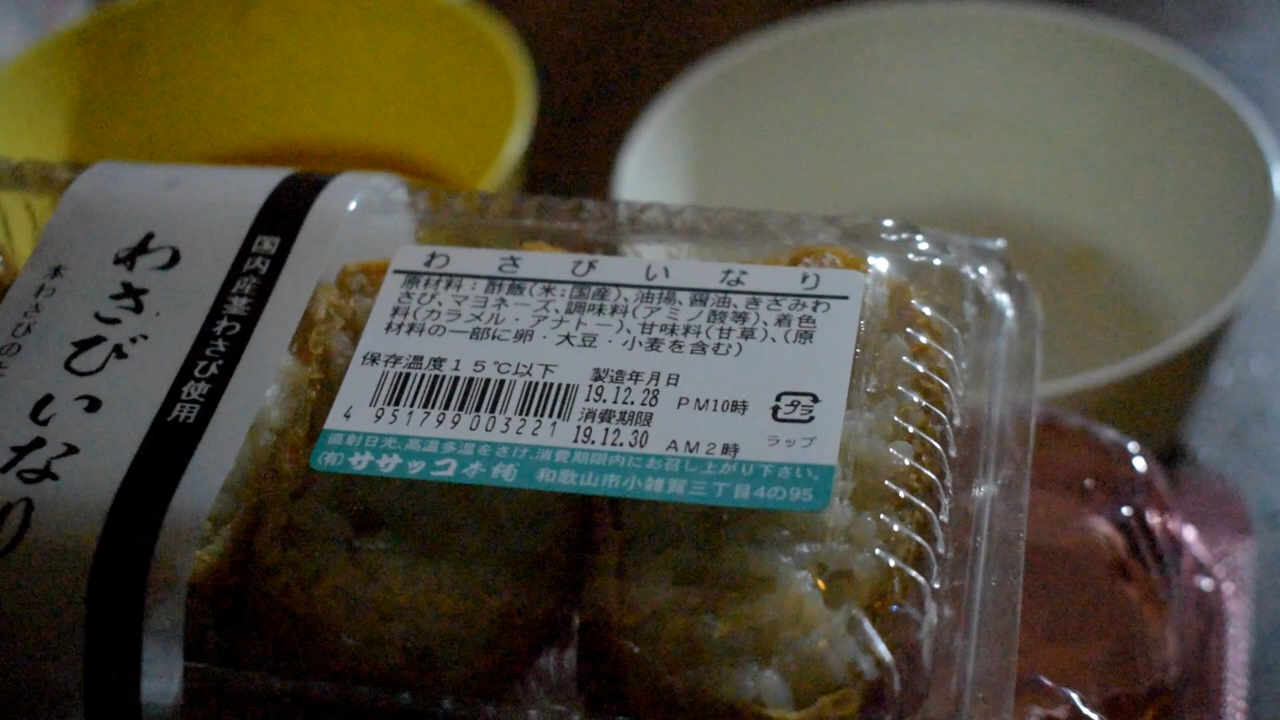 わさびいなり
本わさびの
国内産茎わさび使用
わさびいなり
原材料:酢飯(米:国産)、油揚、醤油、きざみわ
さび、マヨネーズ、調味料(アミノ酸等)、着色
料(カラメル・アナトー)、甘味料(甘草)、(原
材料の一部に卵・大豆・小麦を含む)
保存温度15℃以下
製造年月日
19.12.28 PM10時
消費期限
19.12.30 AM2時
プラ
ラップ
4 951799 003221
直射日光、高温多湿をさけ、消費期限内にお召し上がり下さい。
(有)ササッコ本舗 和歌山市小雑賀三丁目4の95